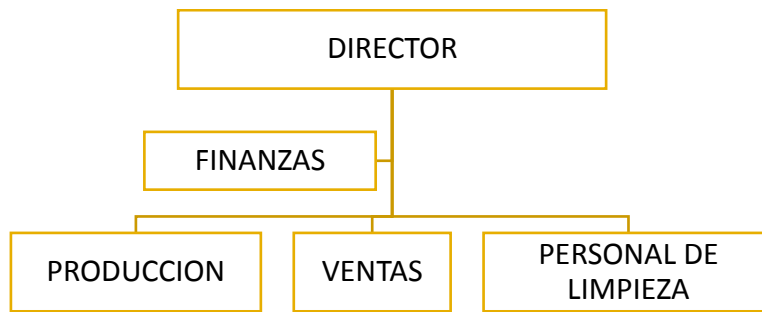 DIRECTOR
FINANZAS
PRODUCCION
VENTAS
PERSONAL DE
LIMPIEZA